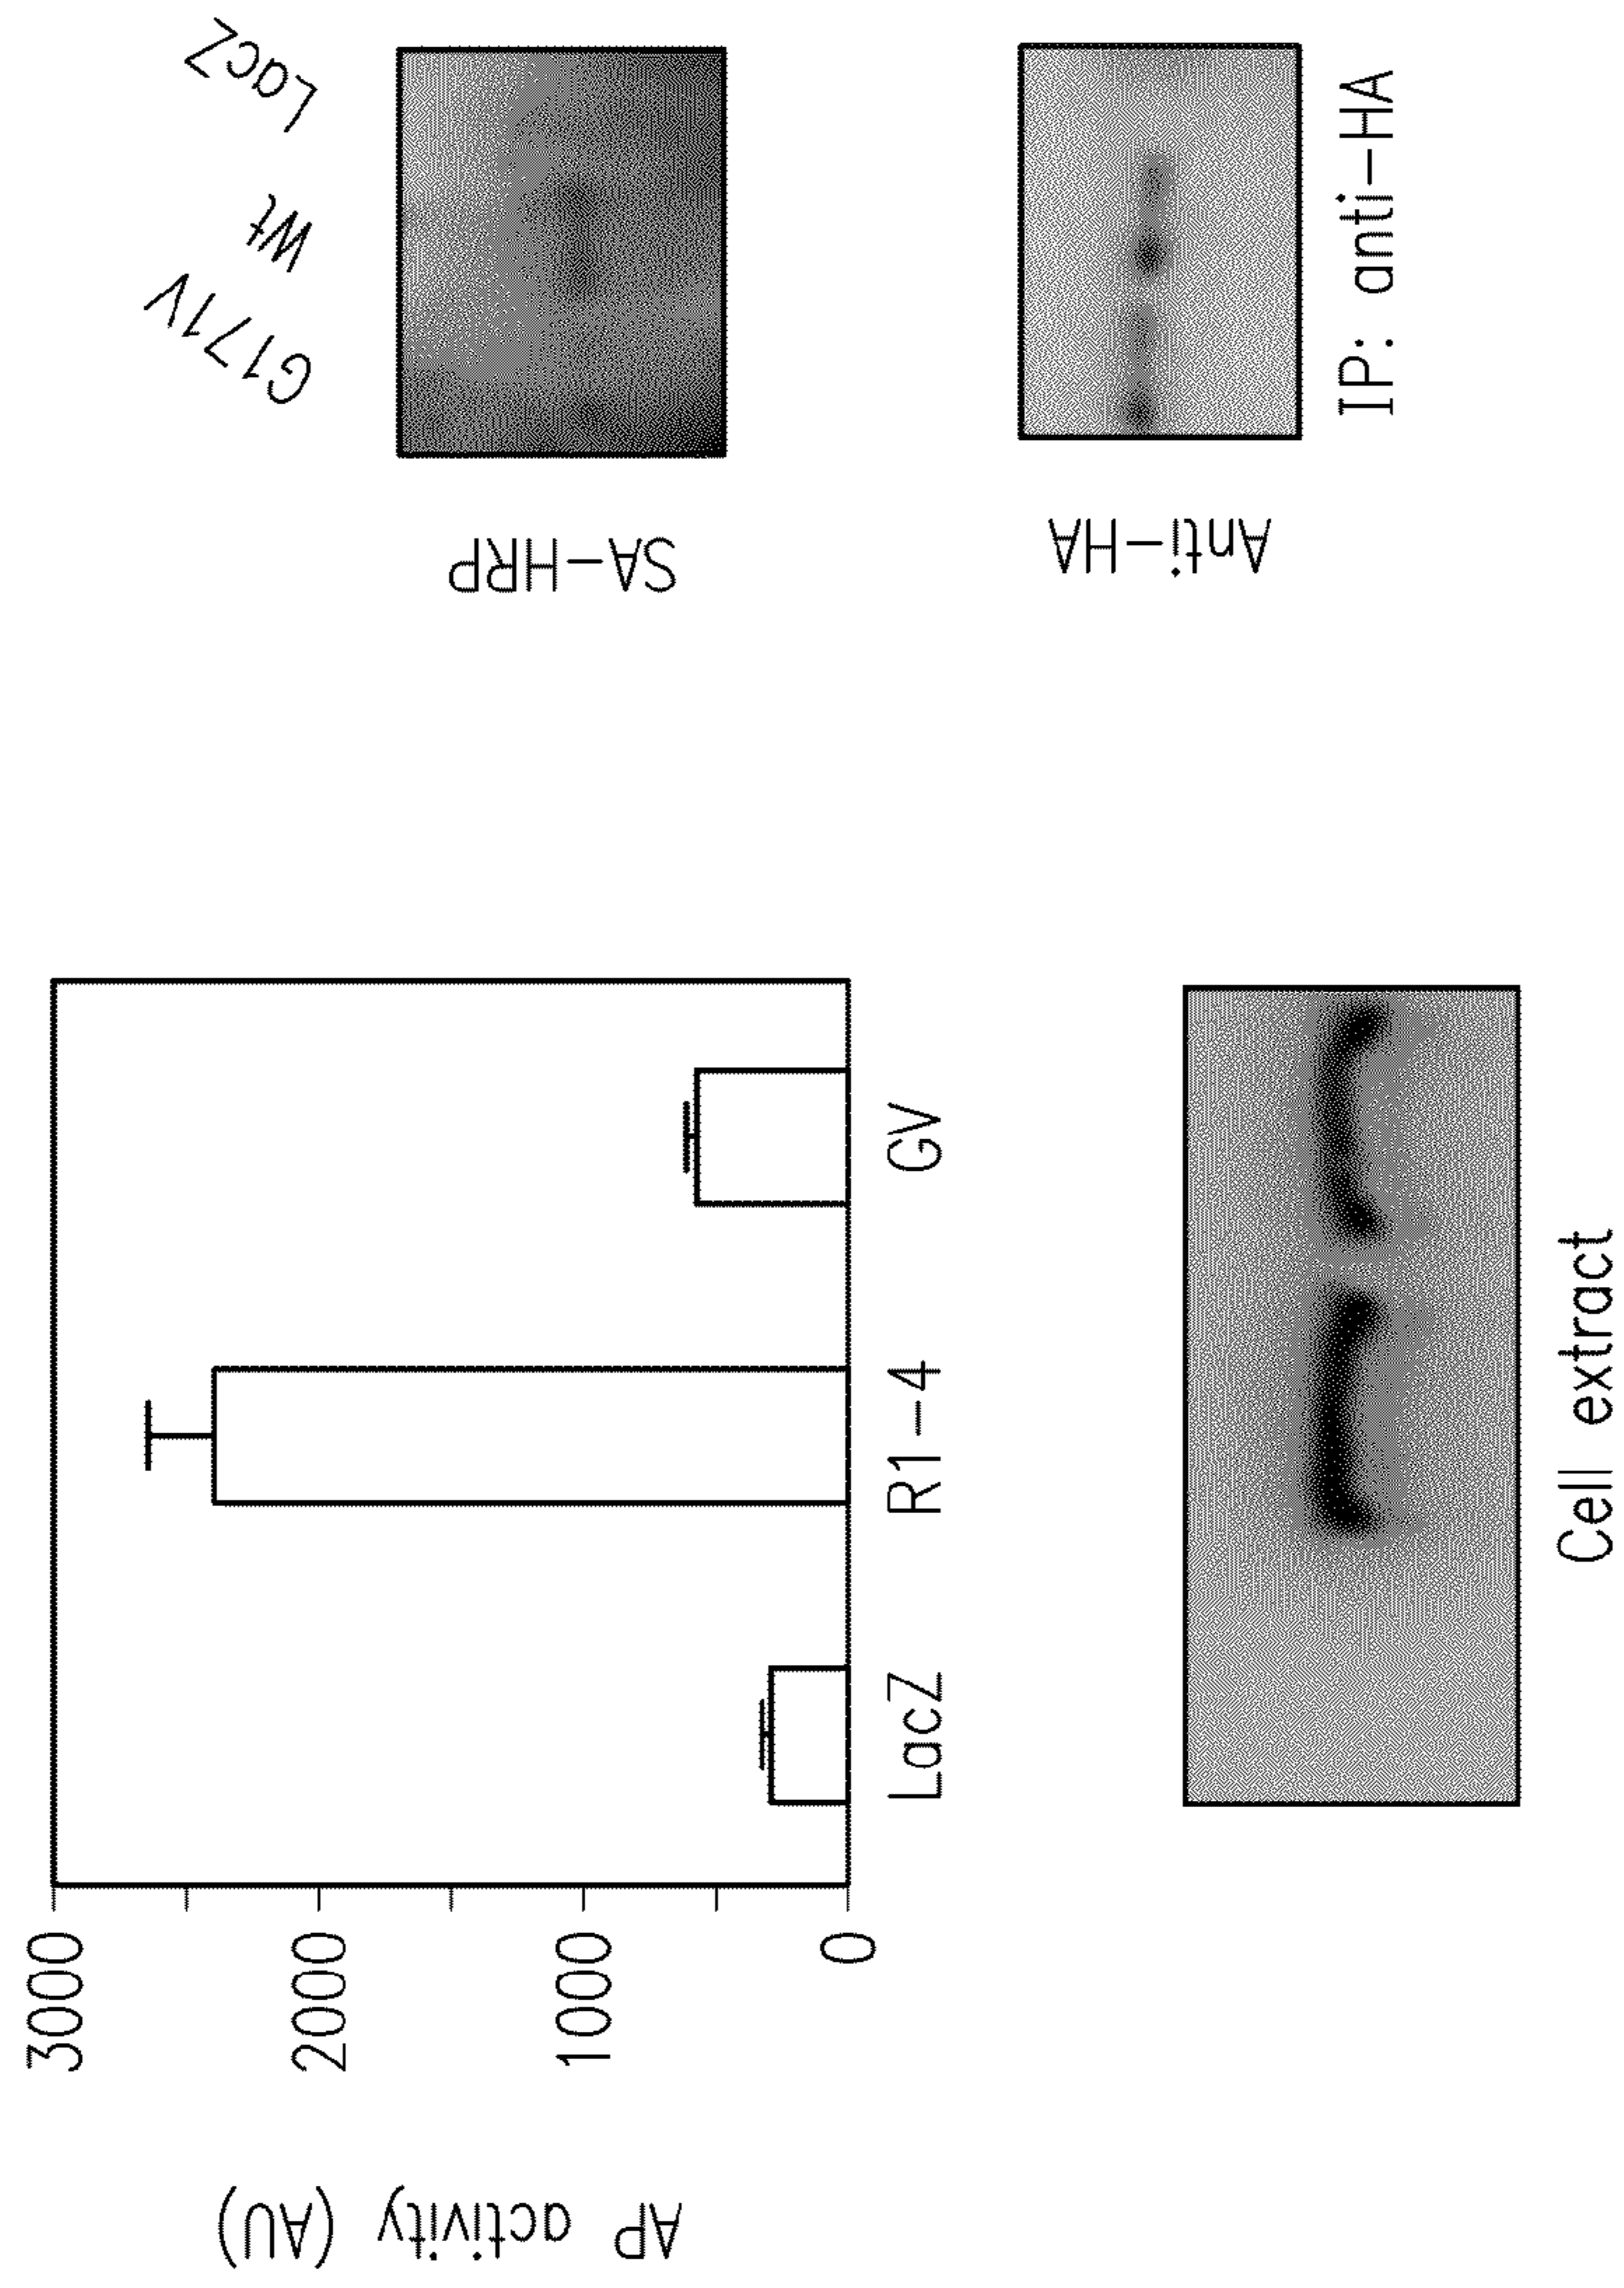 AP activity (AU)
3000
2000
1000
0
LacZ
R1-4
GV
Cell extract
G171V
Wt
LacZ
SA-HRP
Anti-HA
IP: anti-HA